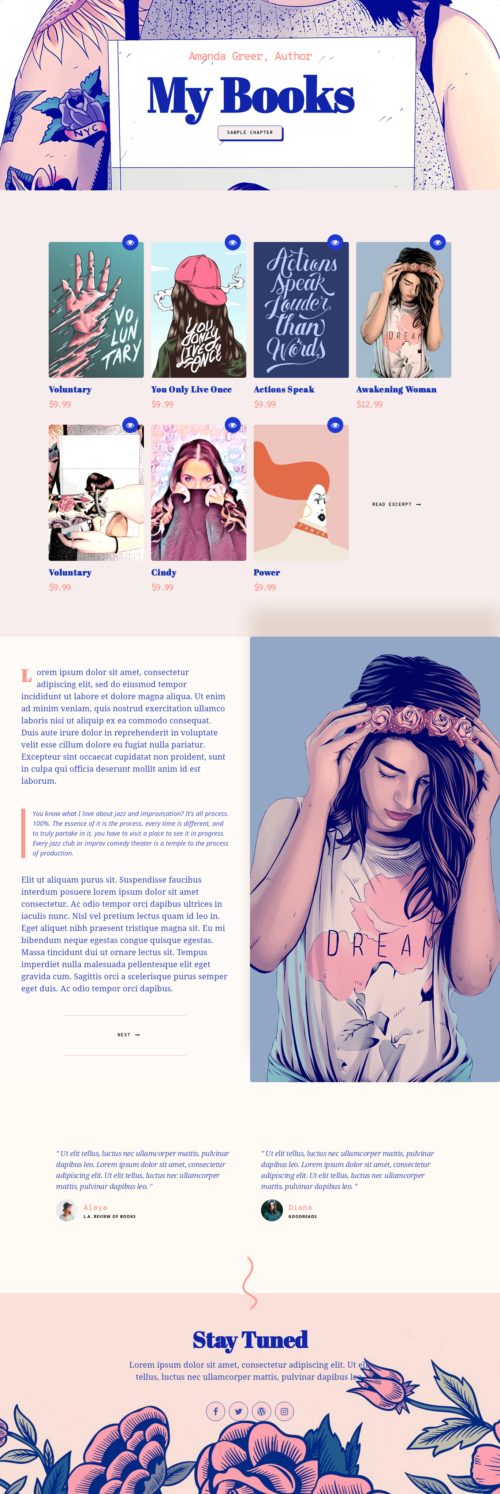 Amanda Greer, Author
My Books
SAMPLE CHAPTER
NYC
VO
LUN
TARY
YOU
ONLY
LIVES
ONCE
Actions
Speak
Louder
than
Words
DREAM
Voluntary
$9.99
You Only Live Once
$9.99
Actions Speak
$9.99
Awakening Woman
$12.99
POWER
READ EXCERPT →
Voluntary
$9.99
Cindy
$9.99
Power
$9.99
Lorem ipsum dolor sit amet, consectetur
adipiscing elit, sed do eiusmod tempor
incididunt ut labore et dolore magna aliqua. Ut enim
ad minim veniam, quis nostrud exercitation ullamco
laboris nisi ut aliquip ex ea commodo consequat.
Duis aute irure dolor in reprehenderit in voluptate
velit esse cillum dolore eu fugiat nulla pariatur.
Excepteur sint occaecat cupidatat non proident, sunt
in culpa qui officia deserunt mollit anim id est
laborum.
You know what I love about jazz and improvisation? It's all process.
100%. The essence of it is the process, every time is different, and
to truly partake in it, you have to visit a place to see it in progress.
Every jazz club or improv comedy theater is a temple to the process
of production.
Elit ut aliquam purus sit. Suspendisse faucibus
interdum posuere lorem ipsum dolor sit amet
consectetur. Ac odio tempor orci dapibus ultrices in
iaculis nunc. Nisl vel pretium lectus quam id leo in.
Eget aliquet nibh praesent tristique magna sit. Eu mi
bibendum neque egestas congue quisque egestas.
Massa tincidunt dui ut ornare lectus sit. Tempus
imperdiet nulla malesuada pellentesque elit eget
gravida cum. Sagittis orci a scelerisque purus semper
eget duis. Ac odio tempor orci dapibus.
DREAM
NEXT →
" Ut elit tellus, luctus nec ullamcorper mattis, pulvinar
dapibus leo. Lorem ipsum dolor sit amet, consectetur
adipiscing elit. Ut elit tellus, luctus nec ullamcorper
mattis, pulvinar dapibus leo. "
Alaya
L.A. REVIEW OF BOOKS
" Ut elit tellus, luctus nec ullamcorper mattis, pulvinar
dapibus leo. Lorem ipsum dolor sit amet, consectetur
adipiscing elit. Ut elit tellus, luctus nec ullamcorper
mattis, pulvinar dapibus leo. "
Diana
GOODREADS
Stay Tuned
Lorem ipsum dolor sit amet, consectetur adipiscing elit. Ut elit
tellus, luctus nec ullamcorper mattis, pulvinar dapibus leo.